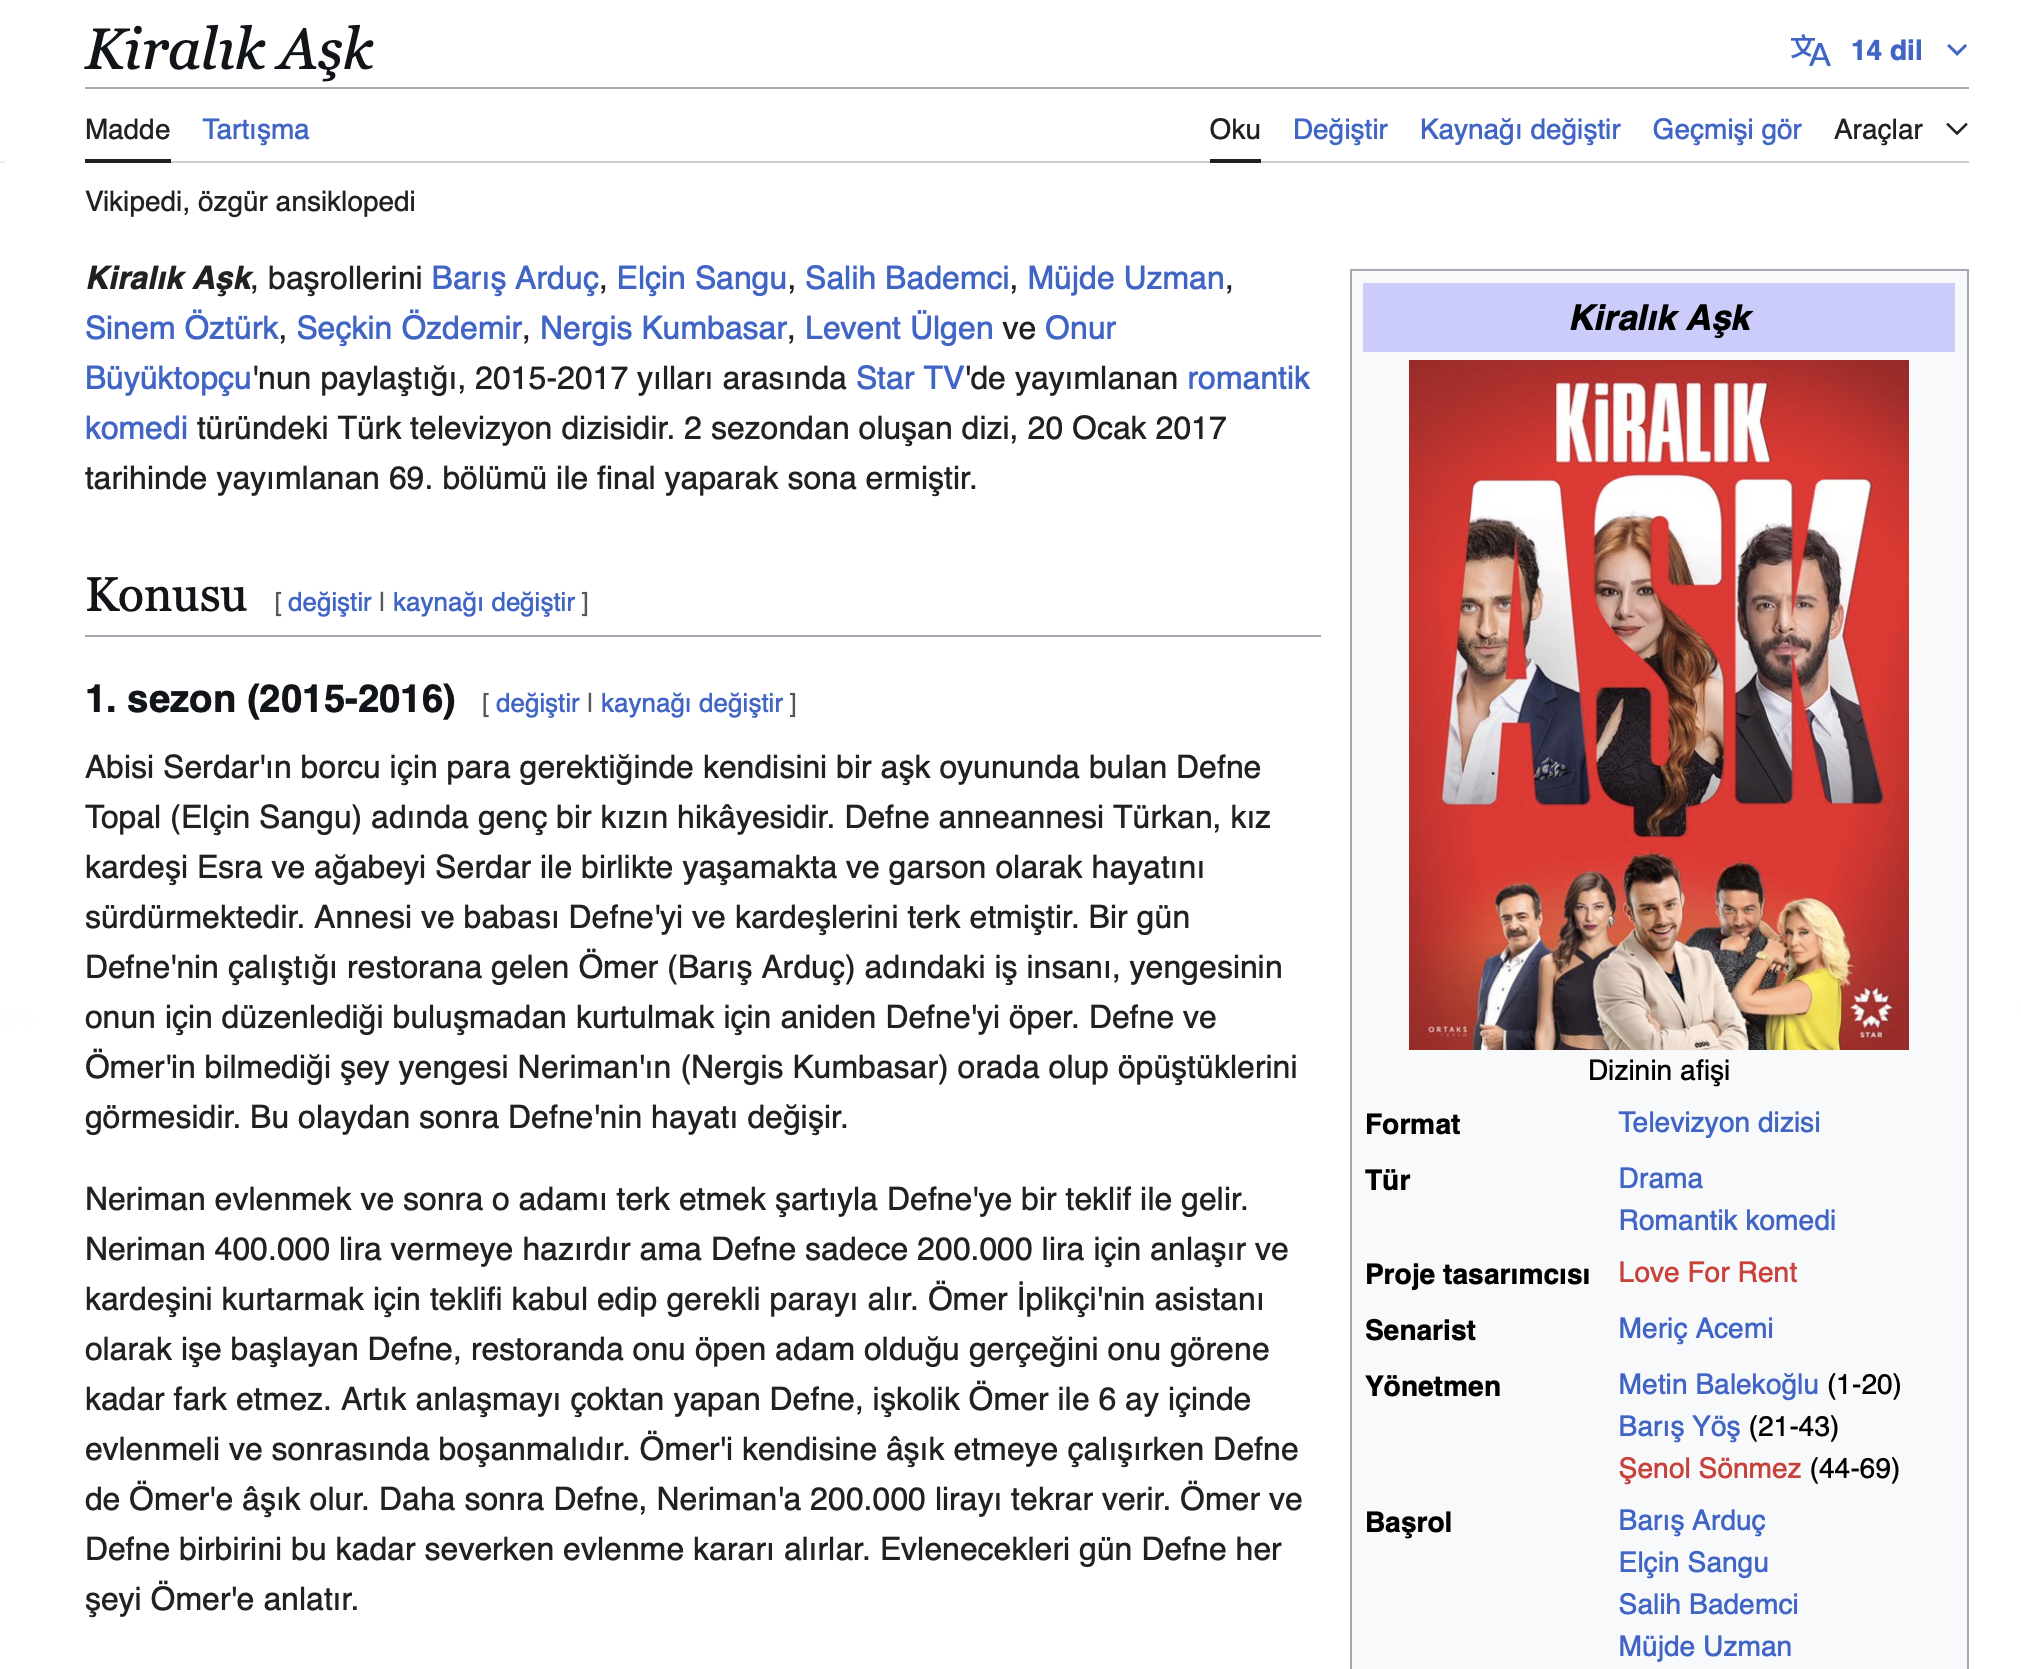 Kiralık Aşk
14 dil
Madde
Tartışma
Oku
Değiştir
Kaynağı değiştir
Geçmişi gör
Araçlar
Vikipedi, özgür ansiklopedi
Kiralık Aşk, başrollerini Barış Arduç, Elçin Sangu, Salih Bademci, Müjde Uzman,
Sinem Öztürk, Seçkin Özdemir, Nergis Kumbasar, Levent Ülgen ve Onur
Büyüktopçu'nun paylaştığı, 2015-2017 yılları arasında Star TV'de yayımlanan romantik
komedi türündeki Türk televizyon dizisidir. 2 sezondan oluşan dizi, 20 Ocak 2017
tarihinde yayımlanan 69. bölümü ile final yaparak sona ermiştir.
Konusu [ değiştir | kaynağı değiştir ]
1. sezon (2015-2016) [ değiştir | kaynağı değiştir ]
Abisi Serdar'ın borcu için para gerektiğinde kendisini bir aşk oyununda bulan Defne
Topal (Elçin Sangu) adında genç bir kızın hikâyesidir. Defne anneannesi Türkan, kız
kardeşi Esra ve ağabeyi Serdar ile birlikte yaşamakta ve garson olarak hayatını
sürdürmektedir. Annesi ve babası Defne'yi ve kardeşlerini terk etmiştir. Bir gün
Defne'nin çalıştığı restorana gelen Ömer (Barış Arduç) adındaki iş insanı, yengesinin
onun için düzenlediği buluşmadan kurtulmak için aniden Defne'yi öper. Defne ve
Ömer'in bilmediği şey yengesi Neriman'ın (Nergis Kumbasar) orada olup öpüştüklerini
görmesidir. Bu olaydan sonra Defne'nin hayatı değişir.
Neriman evlenmek ve sonra o adamı terk etmek şartıyla Defne'ye bir teklif ile gelir.
Neriman 400.000 lira vermeye hazırdır ama Defne sadece 200.000 lira için anlaşır ve
kardeşini kurtarmak için teklifi kabul edip gerekli parayı alır. Ömer İplikçi'nin asistanı
olarak işe başlayan Defne, restoranda onu öpen adam olduğu gerçeğini onu görene
kadar fark etmez. Artık anlaşmayı çoktan yapan Defne, işkolik Ömer ile 6 ay içinde
evlenmeli ve sonrasında boşanmalıdır. Ömer'i kendisine âşık etmeye çalışırken Defne
de Ömer'e âşık olur. Daha sonra Defne, Neriman'a 200.000 lirayı tekrar verir. Ömer ve
Defne birbirini bu kadar severken evlenme kararı alırlar. Evlenecekleri gün Defne her
şeyi Ömer'e anlatır.
Kiralık Aşk
KiRALIK
AŞK
ORTAKS
STAR
Dizinin afişi
Format Televizyon dizisi
Tür Drama
Romantik komedi
Proje tasarımcısı Love For Rent
Senarist Meriç Acemi
Yönetmen Metin Balekoğlu (1-20)
Barış Yöş (21-43)
Şenol Sönmez (44-69)
Başrol Barış Arduç
Elçin Sangu
Salih Bademci
Müjde Uzman